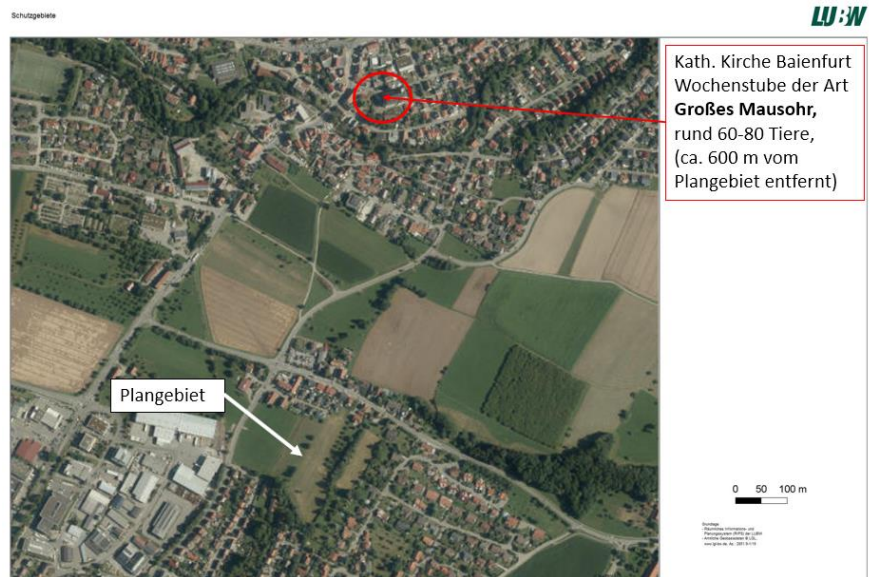 Schutzgebiete
LUBW
Kath. Kirche Baienfurt
Wochenstube der Art
Großes Mausohr,
rund 60-80 Tiere,
(ca. 600 m vom
Plangebiet entfernt)
Plangebiet
0 50 100 m
Grundlage